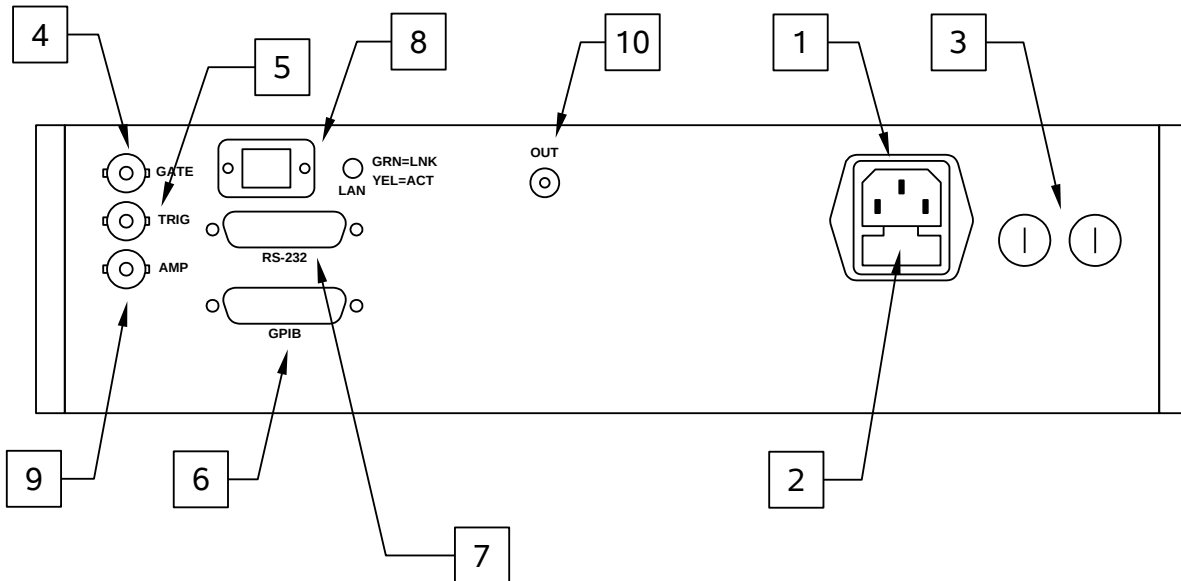 4
5
8
10
1
3
GATE
TRIG
AMP
GRN=LNK
YEL=ACT
LAN
RS-232
GPIB
OUT
9
6
7
2